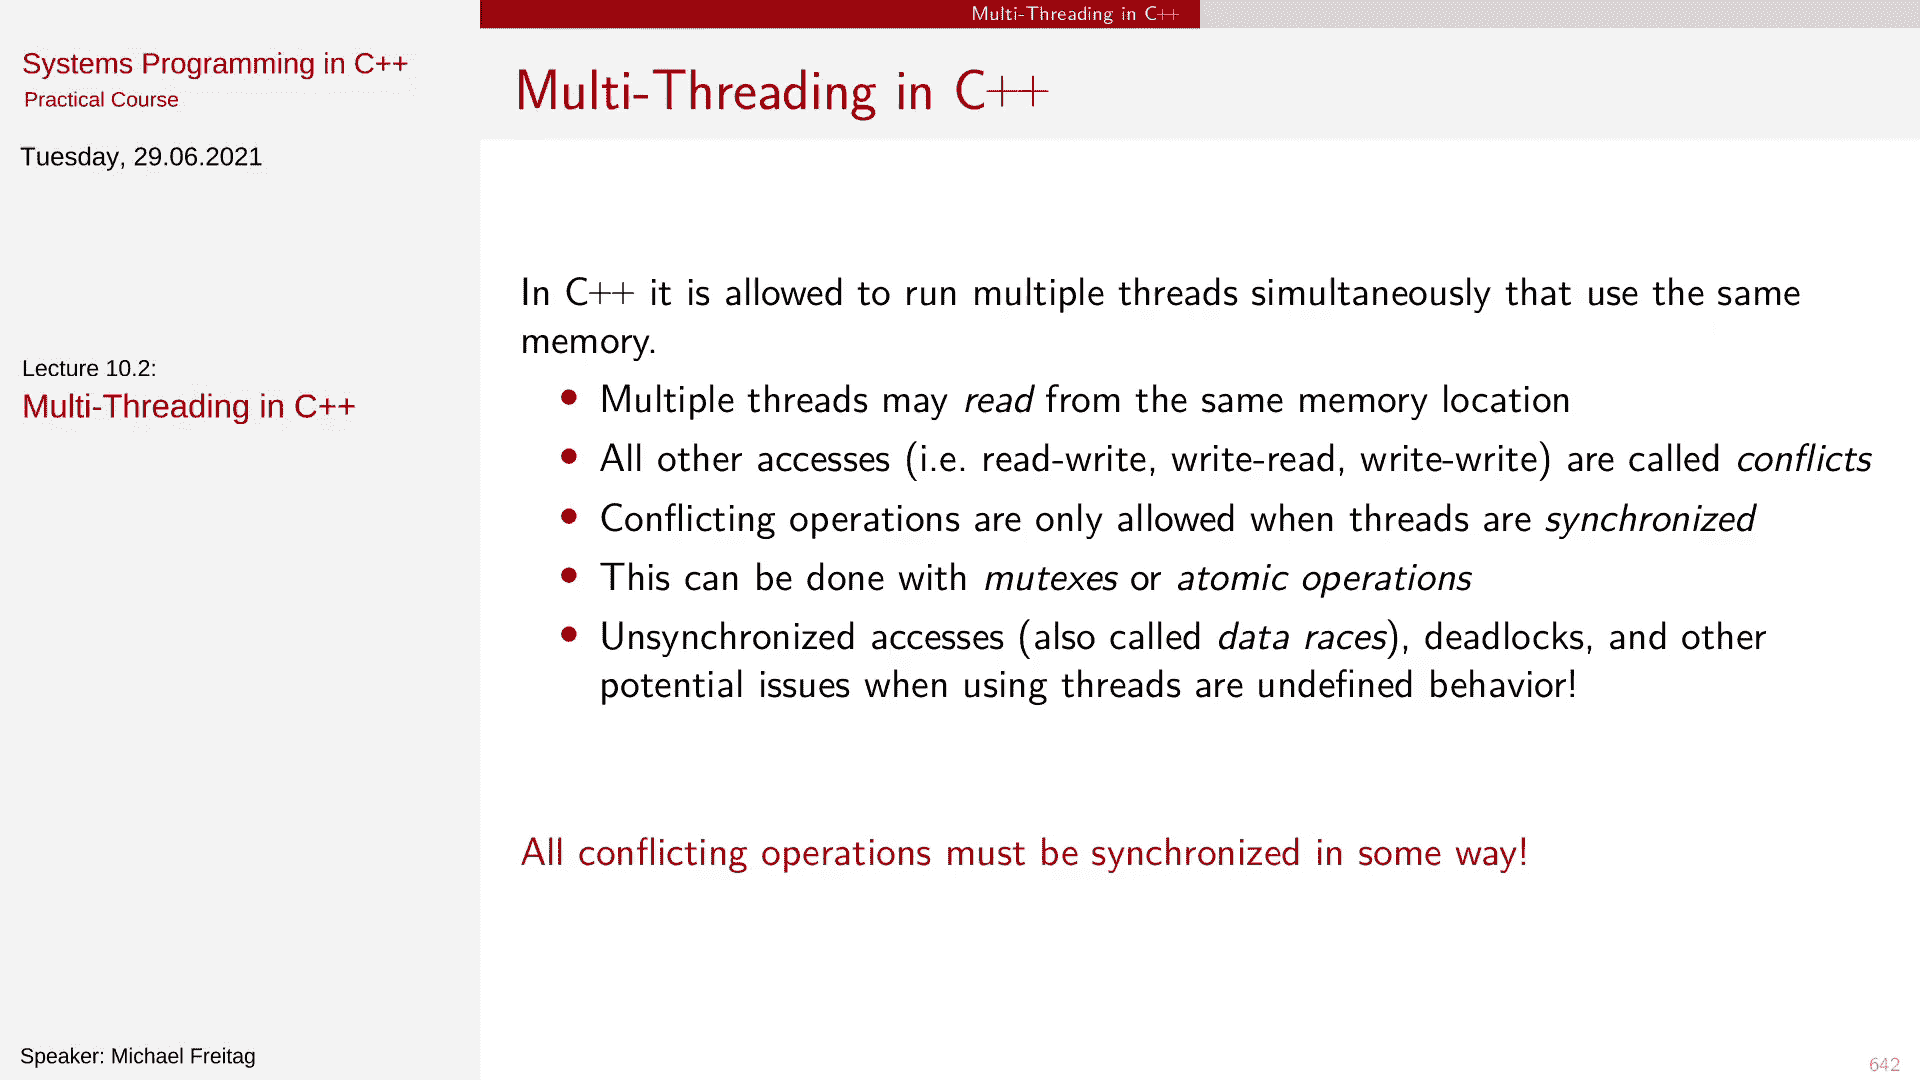 Multi-Threading in C++
Systems Programming in C++
Practical Course
Tuesday, 29.06.2021
Lecture 10.2:
Multi-Threading in C++
Speaker: Michael Freitag
Multi-Threading in C++
In C++ it is allowed to run multiple threads simultaneously that use the same
memory.
• Multiple threads may read from the same memory location
• All other accesses (i.e. read-write, write-read, write-write) are called conflicts
• Conflicting operations are only allowed when threads are synchronized
• This can be done with mutexes or atomic operations
• Unsynchronized accesses (also called data races), deadlocks, and other
potential issues when using threads are undefined behavior!
All conflicting operations must be synchronized in some way!
642